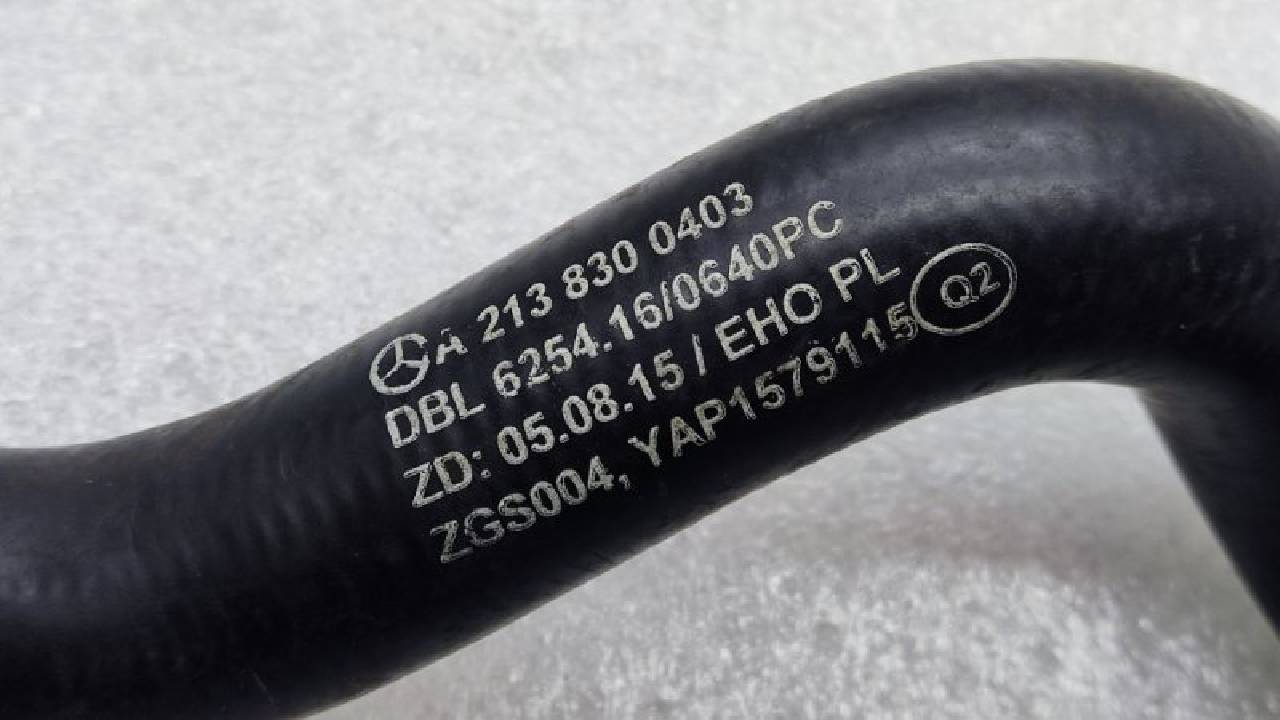 A 213 830 0403
DBL 6254.16/0640PC
ZD: 05.08.15 / EHO PL
ZGS004, YAP1579115 Q2